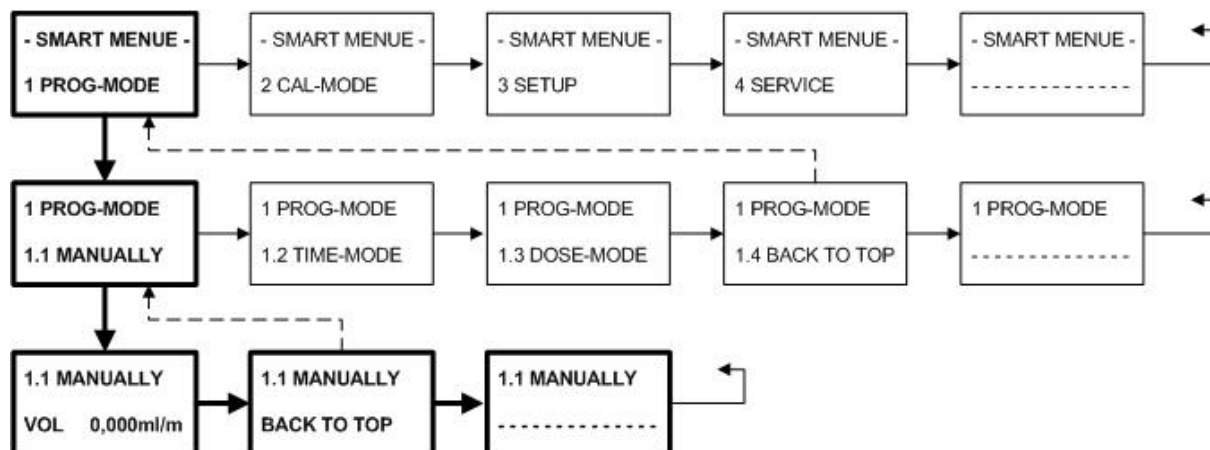 - SMART MENUE -
1 PROG-MODE
- SMART MENUE -
2 CAL-MODE
- SMART MENUE -
3 SETUP
- SMART MENUE -
4 SERVICE
- SMART MENUE -
- - - - - - - - - - - - - -
1 PROG-MODE
1.1 MANUALLY
1 PROG-MODE
1.2 TIME-MODE
1 PROG-MODE
1.3 DOSE-MODE
1 PROG-MODE
1.4 BACK TO TOP
1 PROG-MODE
- - - - - - - - - - - - - -
1.1 MANUALLY
VOL 0,000ml/m
1.1 MANUALLY
BACK TO TOP
1.1 MANUALLY
- - - - - - - - - - - - - -